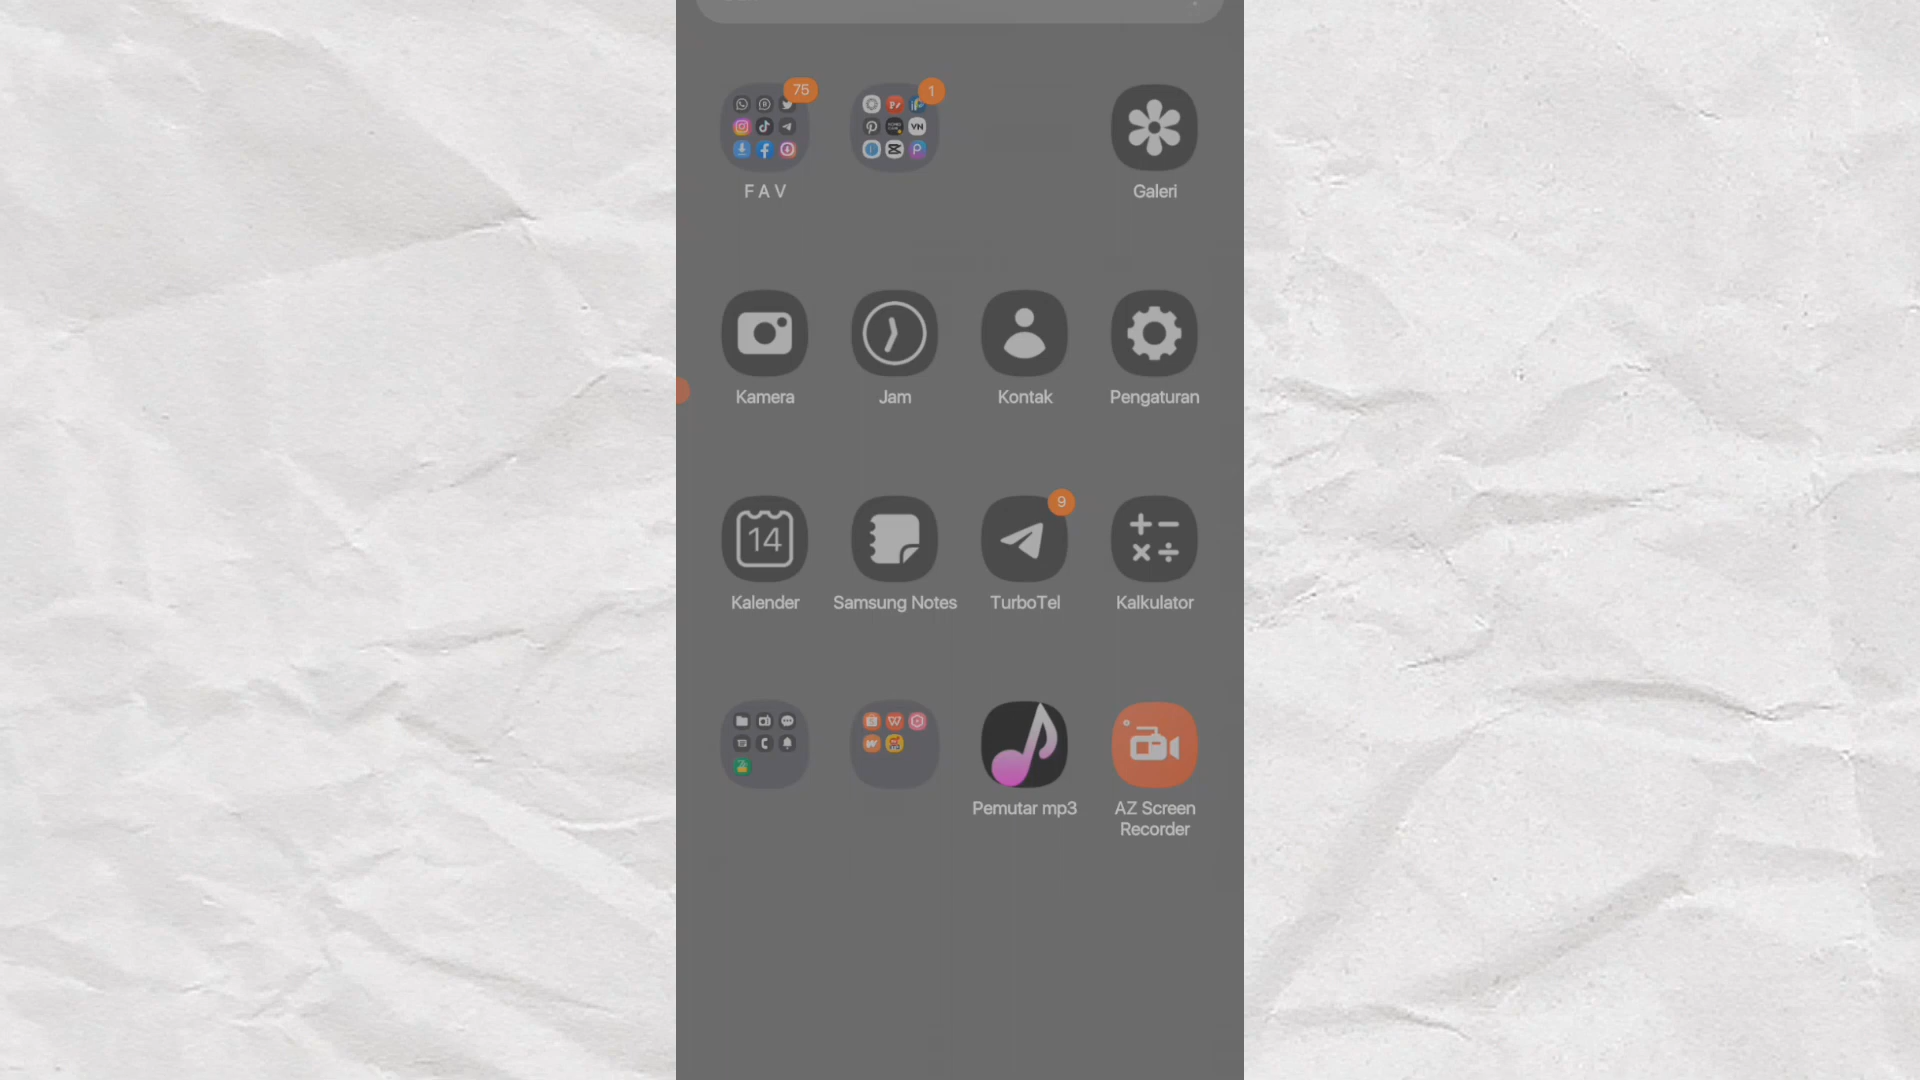 75
1
F A V
Galeri
Kamera
Jam
Kontak
Pengaturan
14
9
Kalender
Samsung Notes
TurboTel
Kalkulator
Pemutar mp3
AZ Screen
Recorder